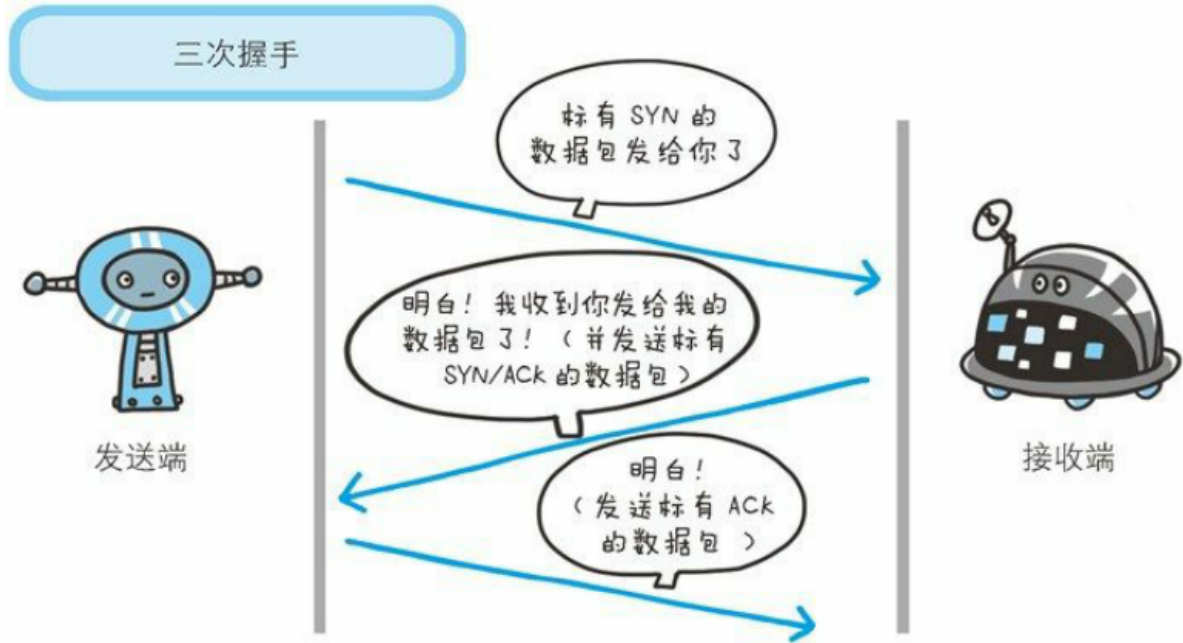 三次握手
标有 SYN 的
数据包发给你了
明白！我收到你发给我的
数据包了！（并发送标有
SYN/ACK 的数据包）
发送端
接收端
明白！
（发送标有 ACK
的数据包 ）